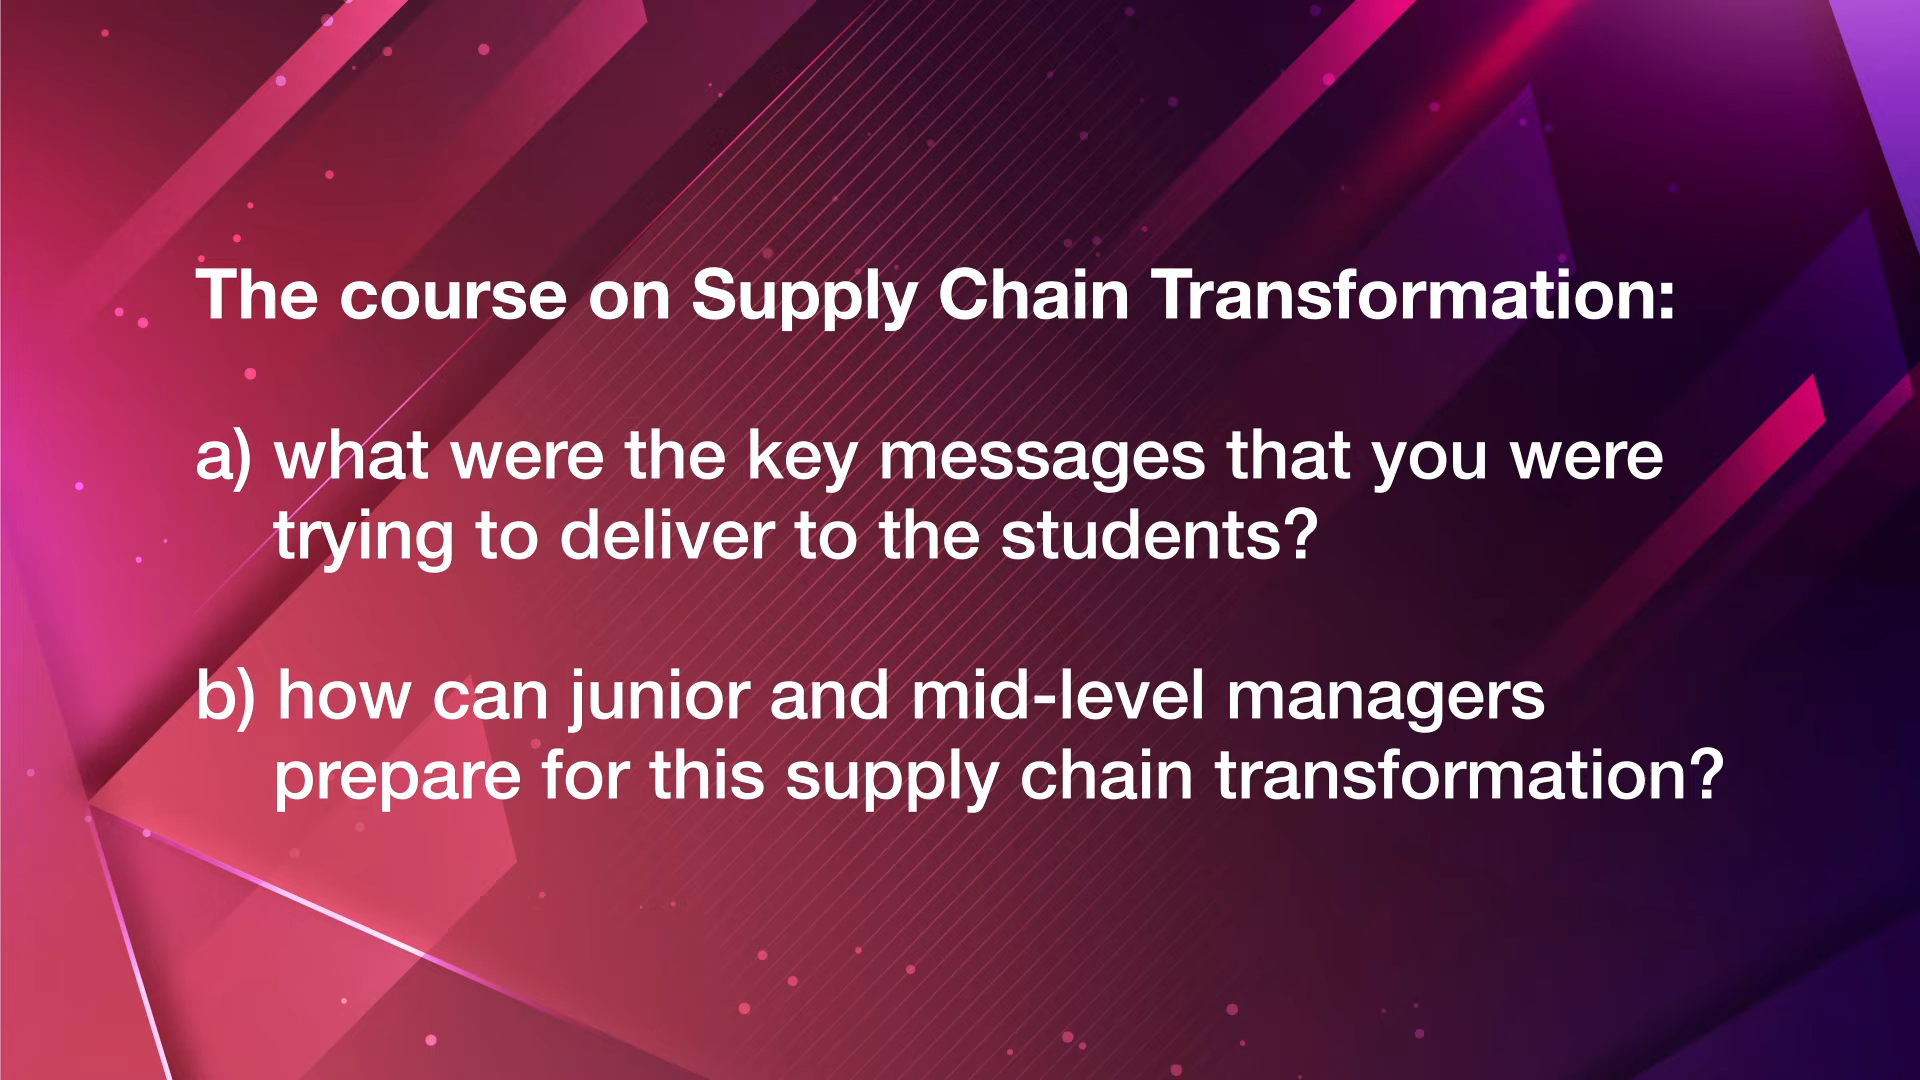 The course on Supply Chain Transformation:
a) what were the key messages that you were
trying to deliver to the students?
b) how can junior and mid-level managers
prepare for this supply chain transformation?